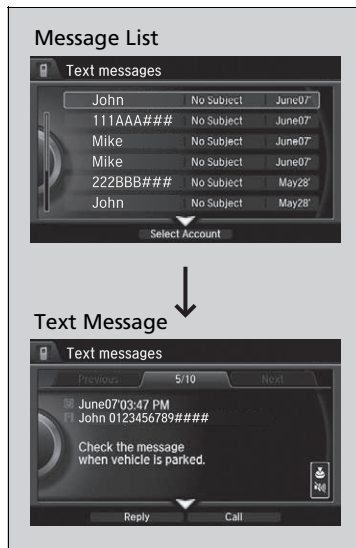 Message List
Text messages
John No Subject June07'
111AAA### No Subject June07'
Mike No Subject June07'
Mike No Subject June07'
222BBB### No Subject May28'
John No Subject May28'
Select Account
Text Message
Text messages
Previous 5/10 Next
June07'03:47 PM
John 0123456789####
Check the message
when vehicle is parked.
Reply Call